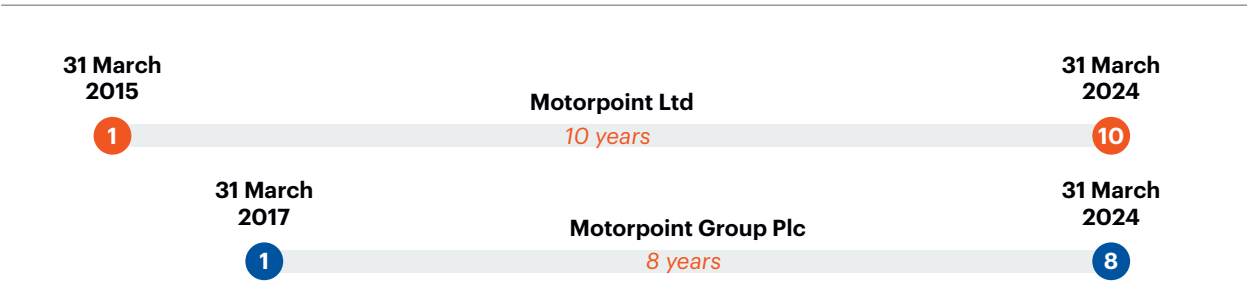 31 March
2015
31 March
2024
Motorpoint Ltd
1
10 years
10
31 March
2017
31 March
2024
Motorpoint Group Plc
1
8 years
8